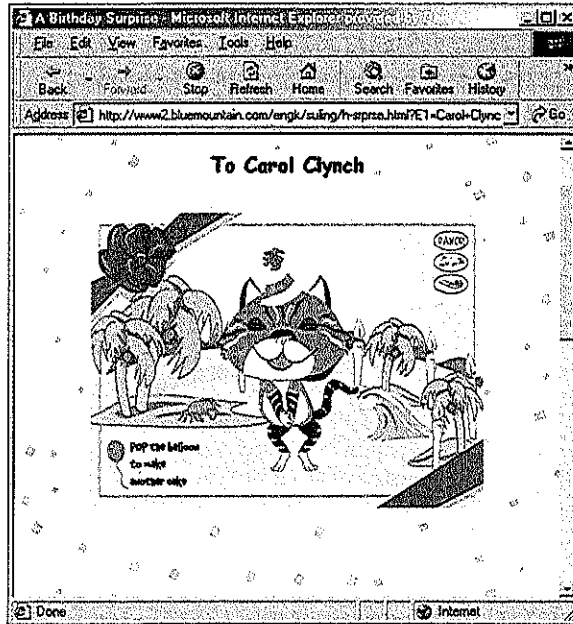 A Birthday Surprise - Microsoft Internet Explorer provided by
File Edit View Favorites Tools Help
Back Forward Stop Refresh Home Search Favorites History
Address http://www2.bluemountain.com/engk/suling/h-srprse.html?E1=Carol+Clync Go
To Carol Clynch
DANCE!
POP the balloon
to make
another cake
Done Internet